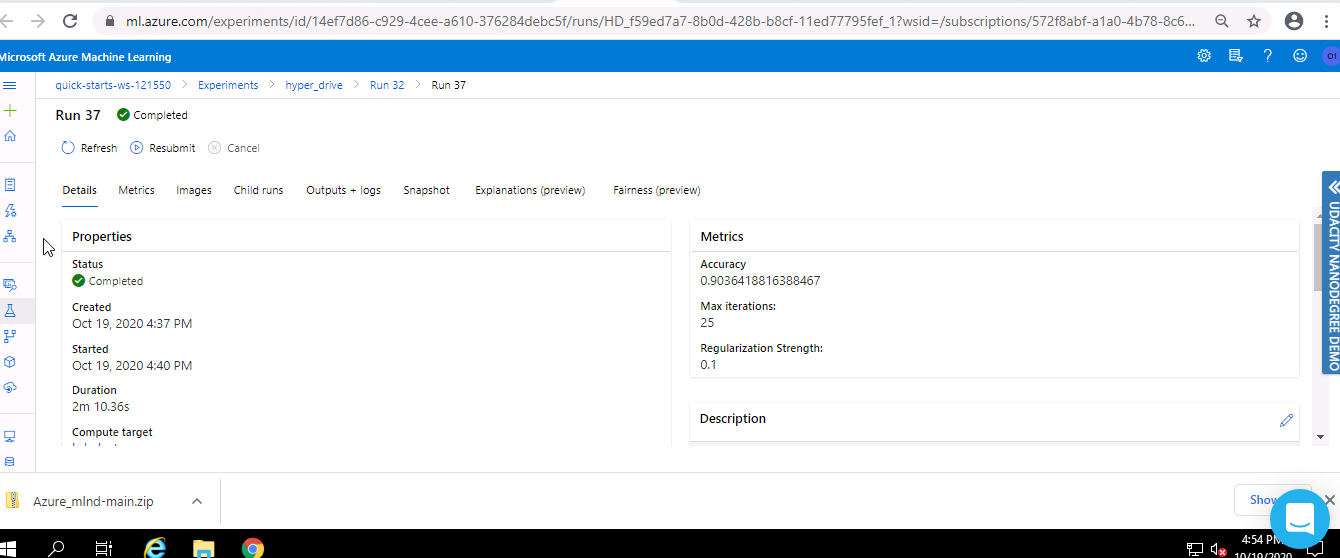 ml.azure.com/experiments/id/14ef7d86-c929-4cee-a610-376284debc5f/runs/HD_f59ed7a7-8b0d-428b-b8cf-11ed77795fef_1?wsid=/subscriptions/572f8abf-a1a0-4b78-8c6...
Microsoft Azure Machine Learning
01
quick-starts-ws-121550 > Experiments > hyper_drive > Run 32 > Run 37
Run 37 Completed
Refresh Resubmit Cancel
Details Metrics Images Child runs Outputs + logs Snapshot Explanations (preview) Fairness (preview)
UDACITY NANODEGREE DEMO
Properties
Status
Completed
Created
Oct 19, 2020 4:37 PM
Started
Oct 19, 2020 4:40 PM
Duration
2m 10.36s
Compute target
Metrics
Accuracy
0.9036418816388467
Max iterations:
25
Regularization Strength:
0.1
Description
Azure_mlnd-main.zip
Show
4:54 PM
10/19/2020